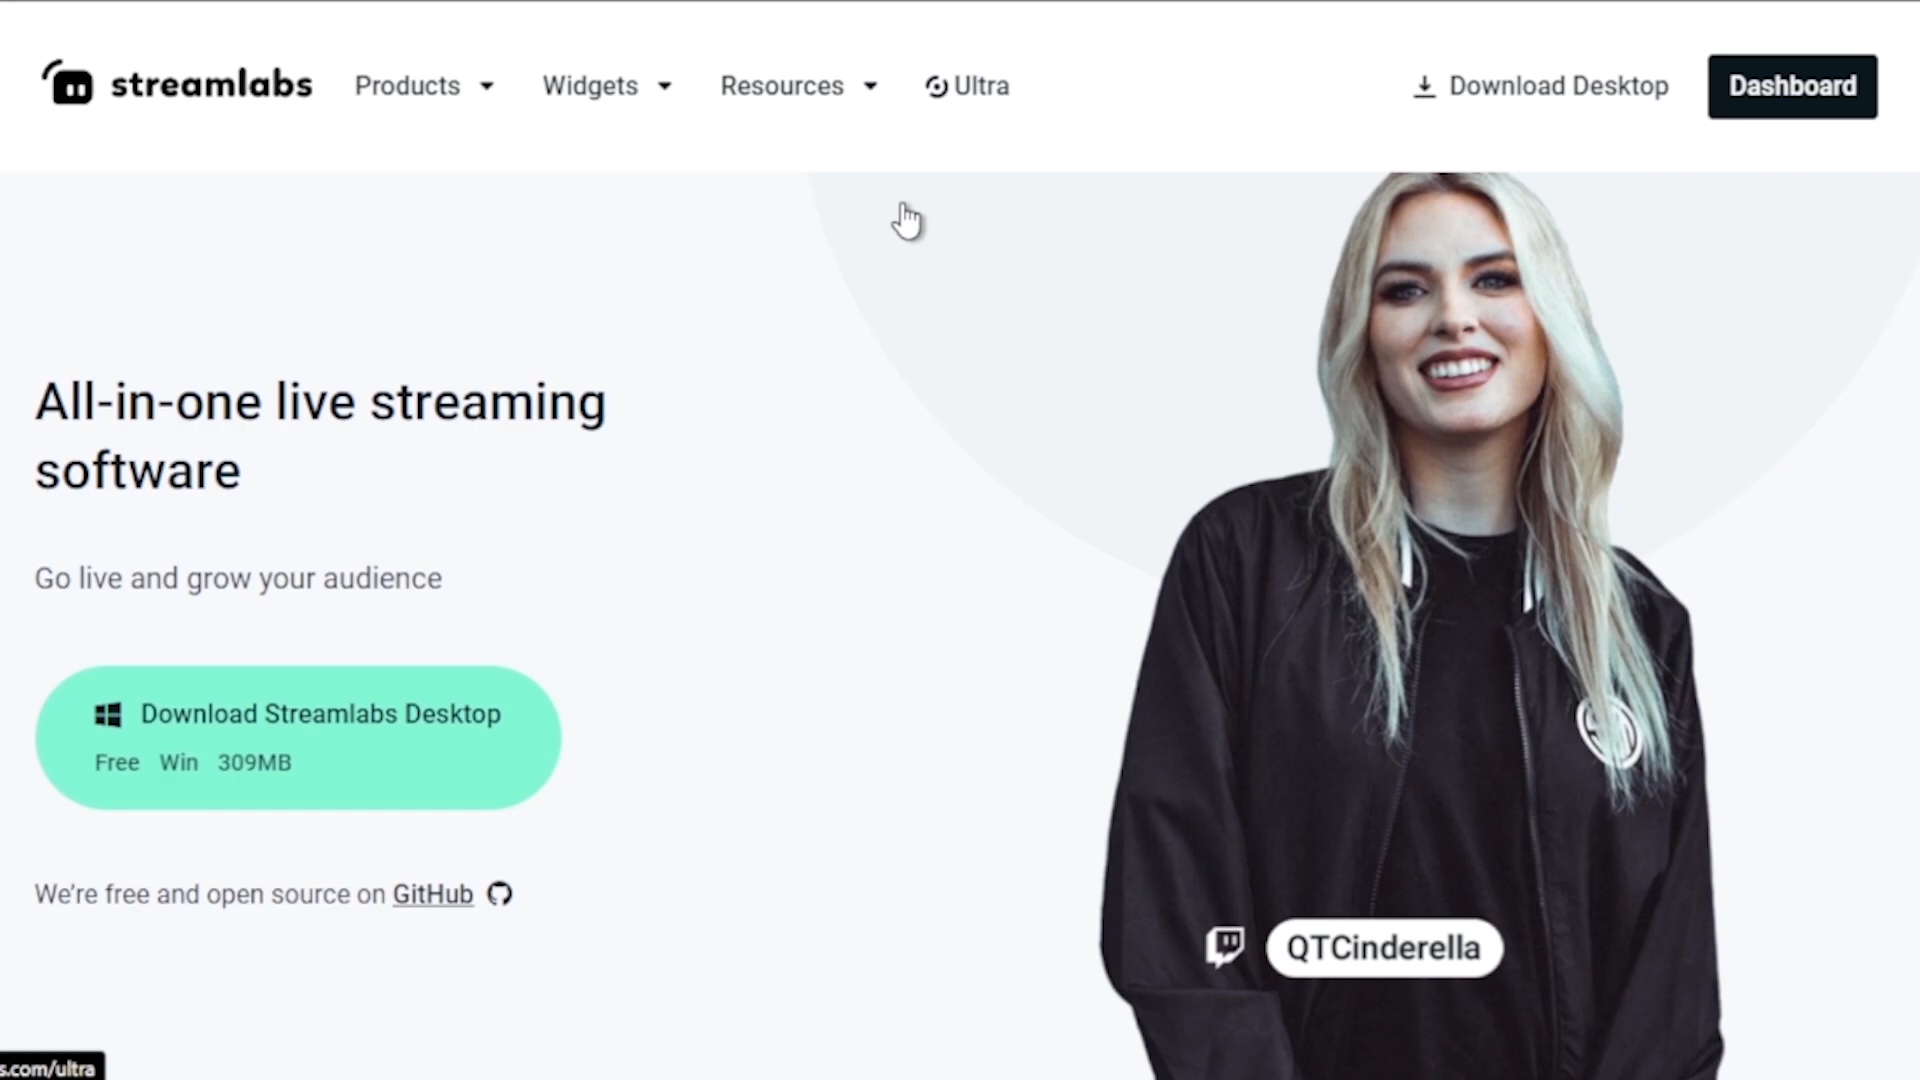 streamlabs Products Widgets Resources Ultra Download Desktop Dashboard
All-in-one live streaming
software
Go live and grow your audience
Download Streamlabs Desktop
Free Win 309MB
We're free and open source on GitHub
QTCinderella
s.com/ultra